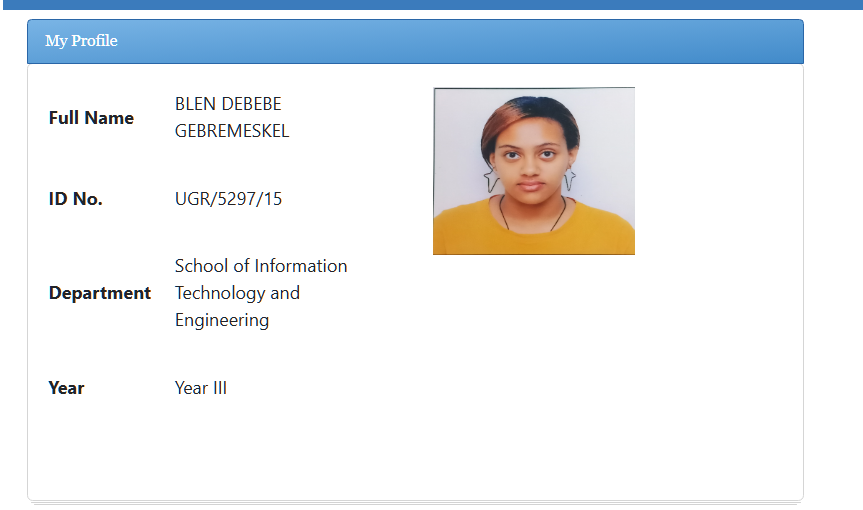 My Profile
Full Name
BLEN DEBEBE
GEBREMESKEL
ID No.
UGR/5297/15
Department
School of Information
Technology and
Engineering
Year
Year III